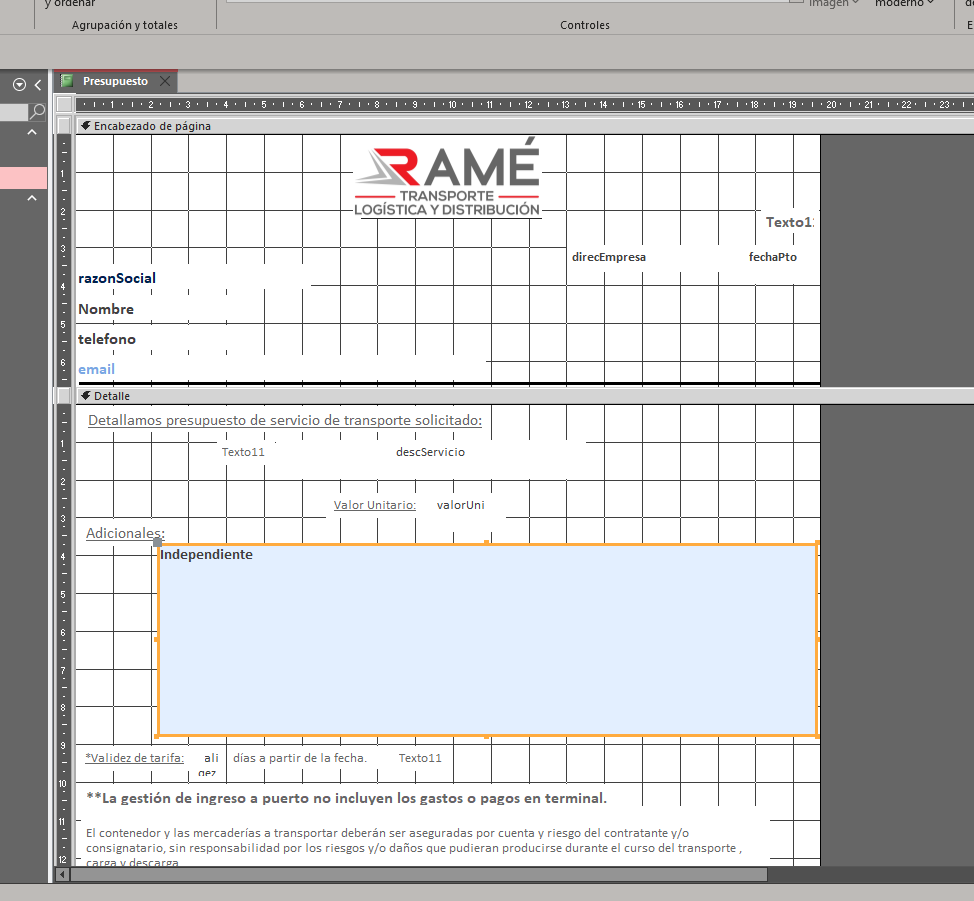 y ordenar
Imagen
moderno
Agrupación y totales
Controles
E
Presupuesto
1 2 3 4 5 6 7 8 9 10 11 12 13 14 15 16 17 18 19 20 21 22 23
Encabezado de página
RAMÉ
TRANSPORTE
LOGÍSTICA Y DISTRIBUCIÓN
1
2
Texto1
3
direcEmpresa
fechaPto
razonSocial
4
Nombre
5
telefono
6
email
Detalle
Detallamos presupuesto de servicio de transporte solicitado:
1
Texto11
descServicio
2
Valor Unitario:
valorUni
3
Adicionales:
4
Independiente
5
6
7
8
9
*Validez de tarifa:
ali
días a partir de la fecha.
Texto11
dez
10
**La gestión de ingreso a puerto no incluyen los gastos o pagos en terminal.
11
El contenedor y las mercaderías a transportar deberán ser aseguradas por cuenta y riesgo del contratante y/o
consignatario, sin responsabilidad por los riesgos y/o daños que pudieran producirse durante el curso del transporte ,
12
carga y descarga